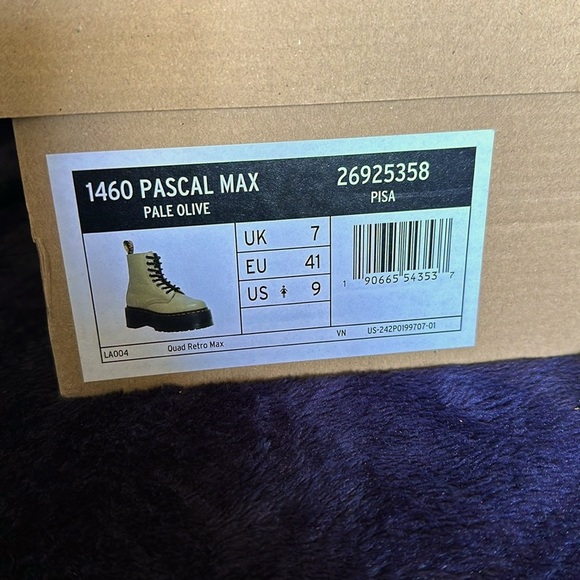 1460 PASCAL MAX
PALE OLIVE
26925358
PISA
UK 7
EU 41
US 9
1 90665 54353 7
LA004
Quad Retro Max
VN
US-242P0199707-01